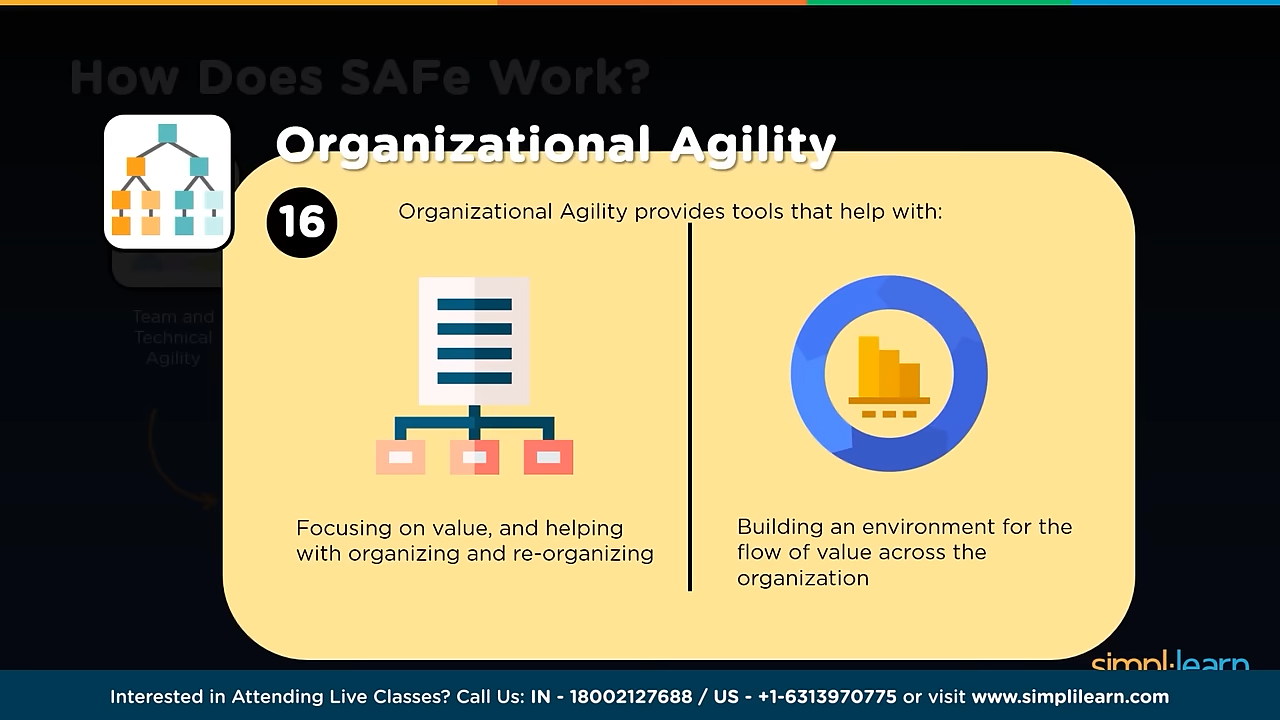 How Does SAFe Work?
Organizational Agility
16
Organizational Agility provides tools that help with:
Team and
Technical
Agility
Focusing on value, and helping
with organizing and re-organizing
Building an environment for the
flow of value across the
organization
simpl·learn
Interested in Attending Live Classes? Call Us: IN - 18002127688 / US - +1-6313970775 or visit www.simplilearn.com